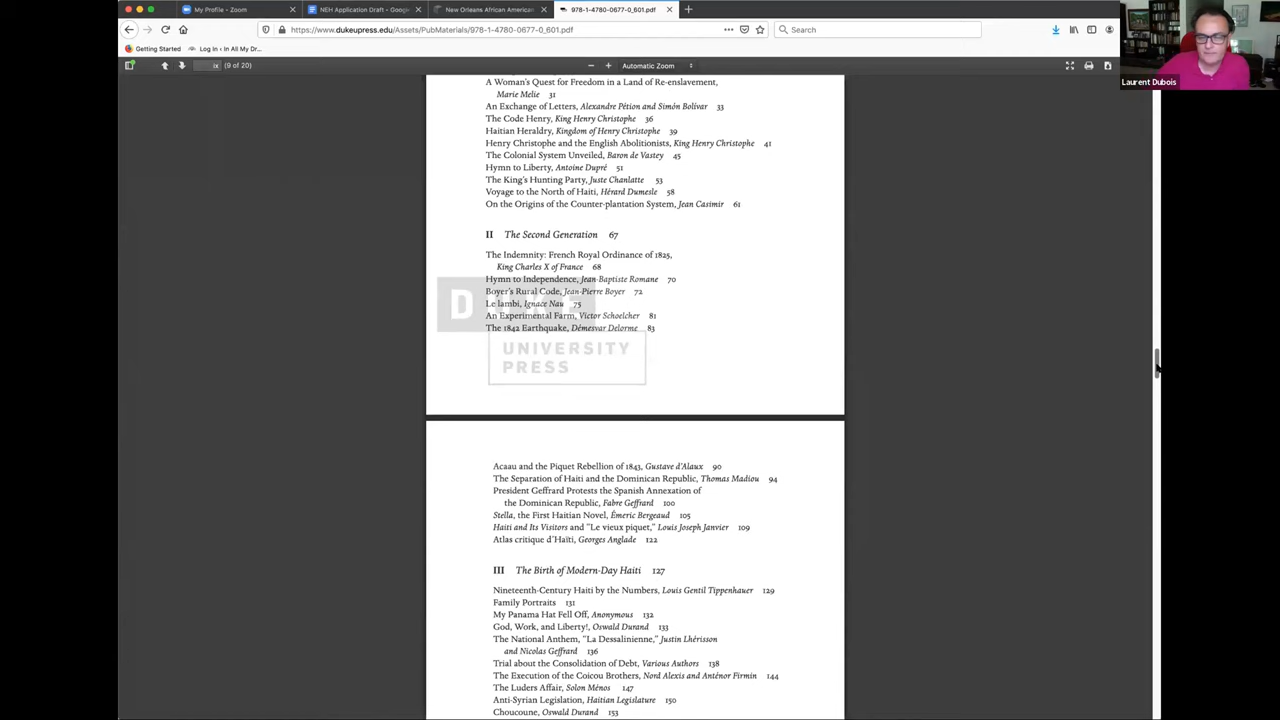 My Profile – Zoom
NEH Application Draft – Google
New Orleans African American
978-1-4780-0677-0_601.pdf
https://www.dukeupress.edu/Assets/PubMaterials/978-1-4780-0677-0_601.pdf
Search
Getting Started
Log In ‹ In All My Dr...
ix
(9 of 20)
Automatic Zoom
Laurent Dubois
A Woman's Quest for Freedom in a Land of Re-enslavement,
Marie Melie 31
An Exchange of Letters, Alexandre Pétion and Simón Bolívar 33
The Code Henry, King Henry Christophe 36
Haitian Heraldry, Kingdom of Henry Christophe 39
Henry Christophe and the English Abolitionists, King Henry Christophe 41
The Colonial System Unveiled, Baron de Vastey 45
Hymn to Liberty, Antoine Dupré 51
The King's Hunting Party, Juste Chanlatte 53
Voyage to the North of Haiti, Hérard Dumesle 58
On the Origins of the Counter-plantation System, Jean Casimir 61
II The Second Generation 67
The Indemnity: French Royal Ordinance of 1825,
King Charles X of France 68
Hymn to Independence, Jean-Baptiste Romane 70
Boyer's Rural Code, Jean-Pierre Boyer 72
Le lambi, Ignace Nau 75
An Experimental Farm, Victor Schoelcher 81
The 1842 Earthquake, Démesvar Delorme 83
DUKE
UNIVERSITY
PRESS
Acaau and the Piquet Rebellion of 1843, Gustave d'Alaux 90
The Separation of Haiti and the Dominican Republic, Thomas Madiou 94
President Geffrard Protests the Spanish Annexation of
the Dominican Republic, Fabre Geffrard 100
Stella, the First Haitian Novel, Émeric Bergeaud 105
Haiti and Its Visitors and "Le vieux piquet," Louis Joseph Janvier 109
Atlas critique d'Haïti, Georges Anglade 122
III The Birth of Modern-Day Haiti 127
Nineteenth-Century Haiti by the Numbers, Louis Gentil Tippenhauer 129
Family Portraits 131
My Panama Hat Fell Off, Anonymous 132
God, Work, and Liberty!, Oswald Durand 133
The National Anthem, "La Dessalinienne," Justin Lhérisson
and Nicolas Geffrard 136
Trial about the Consolidation of Debt, Various Authors 138
The Execution of the Coicou Brothers, Nord Alexis and Anténor Firmin 144
The Luders Affair, Solon Ménos 147
Anti-Syrian Legislation, Haitian Legislature 150
Choucoune, Oswald Durand 153